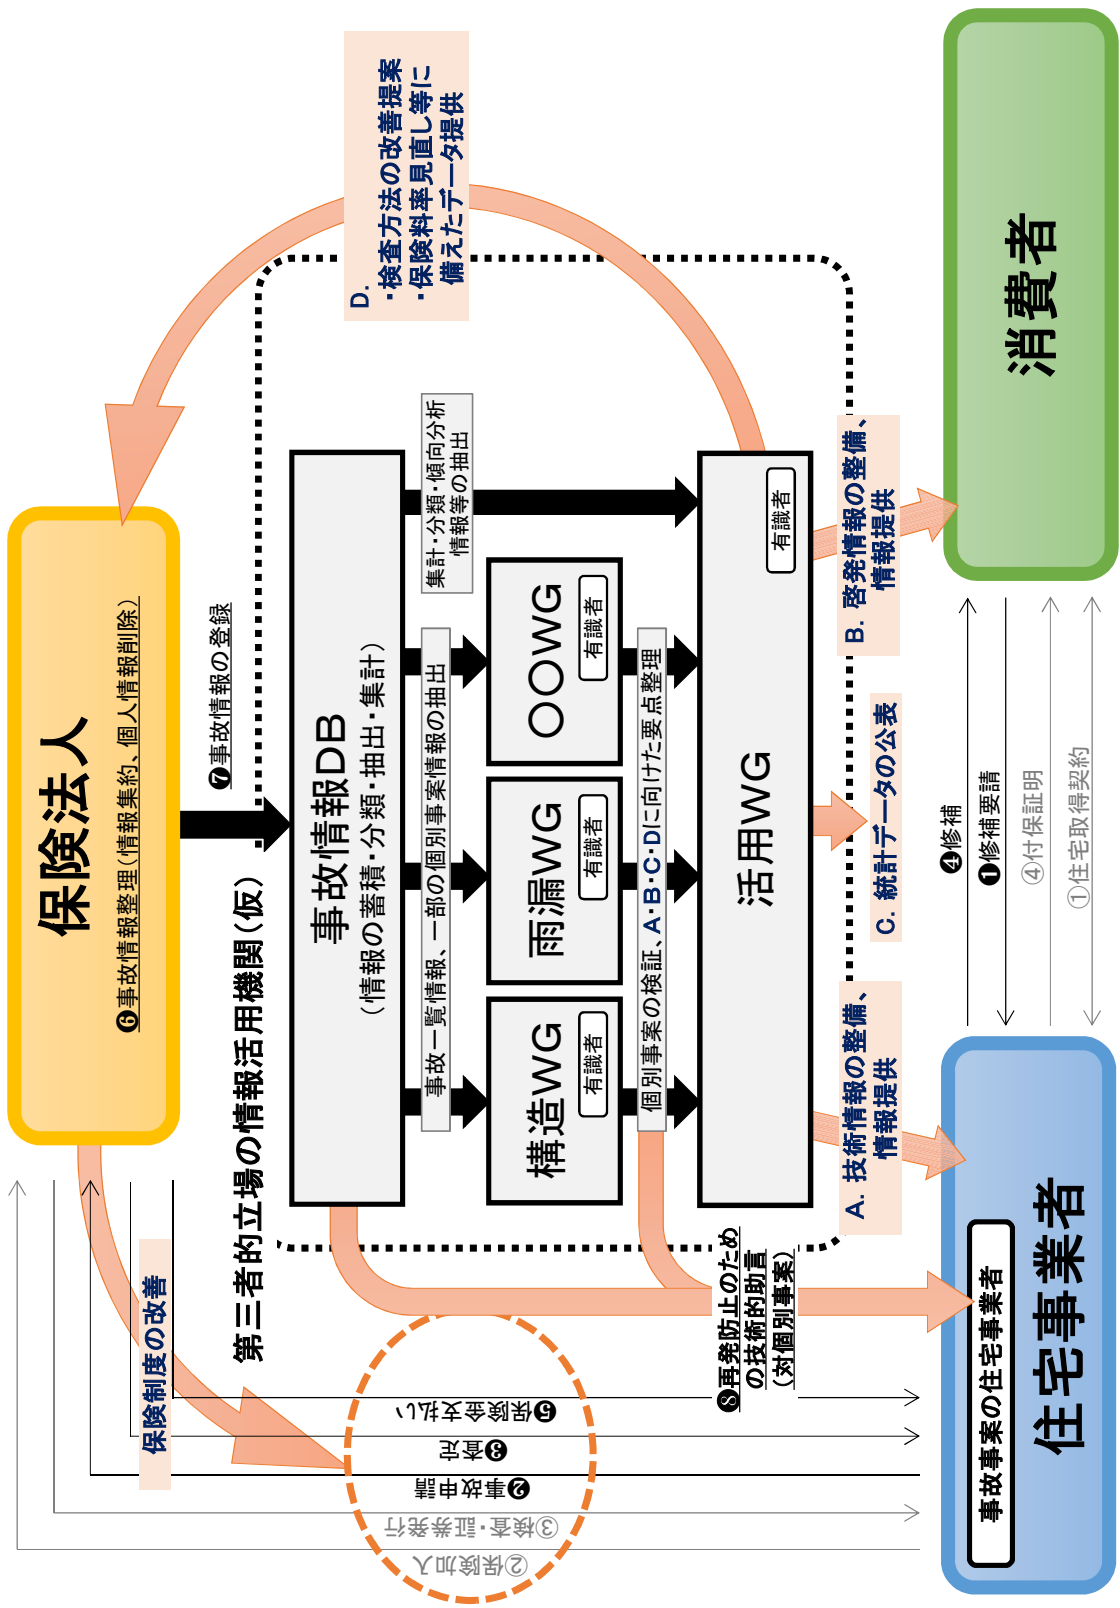 保険法人
❻事故情報整理(情報集約、個人情報削除)
❼事故情報の登録
第三者的立場の情報活用機関(仮)
事故情報DB
(情報の蓄積・分類・抽出・集計)
事故一覧情報、一部の個別事案情報の抽出
集計・分類・傾向分析
情報等の抽出
構造WG
有識者
雨漏WG
有識者
〇〇WG
有識者
個別事案の検証、A・B・C・Dに向けた要点整理
活用WG
有識者
D.
・検査方法の改善提案
・保険料率見直し等に
備えたデータ提供
A. 技術情報の整備、
情報提供
C. 統計データの公表
B. 啓発情報の整備、
情報提供
保険制度の改善
❺保険金支払い
❸査定
❷事故申請
③検査・証券発行
②保険加入
❽再発防止のため
の技術的助言
(対個別事案)
❹修補
❶修補要請
④付保証明
①住宅取得契約
事故事案の住宅事業者
住宅事業者
消費者